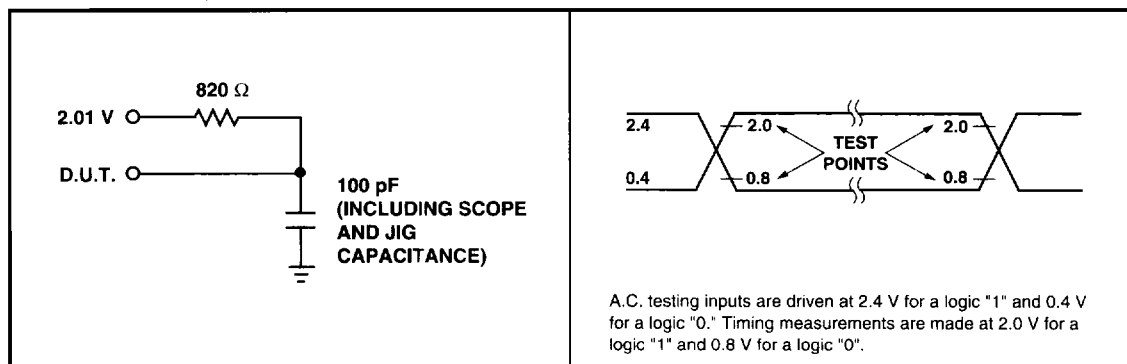 820 Ω
2.01 V
D.U.T.
100 pF
(INCLUDING SCOPE
AND JIG
CAPACITANCE)
2.4
2.0
TEST
POINTS
2.0
0.4
0.8
0.8
A.C. testing inputs are driven at 2.4 V for a logic "1" and 0.4 V
for a logic "0." Timing measurements are made at 2.0 V for a
logic "1" and 0.8 V for a logic "0".